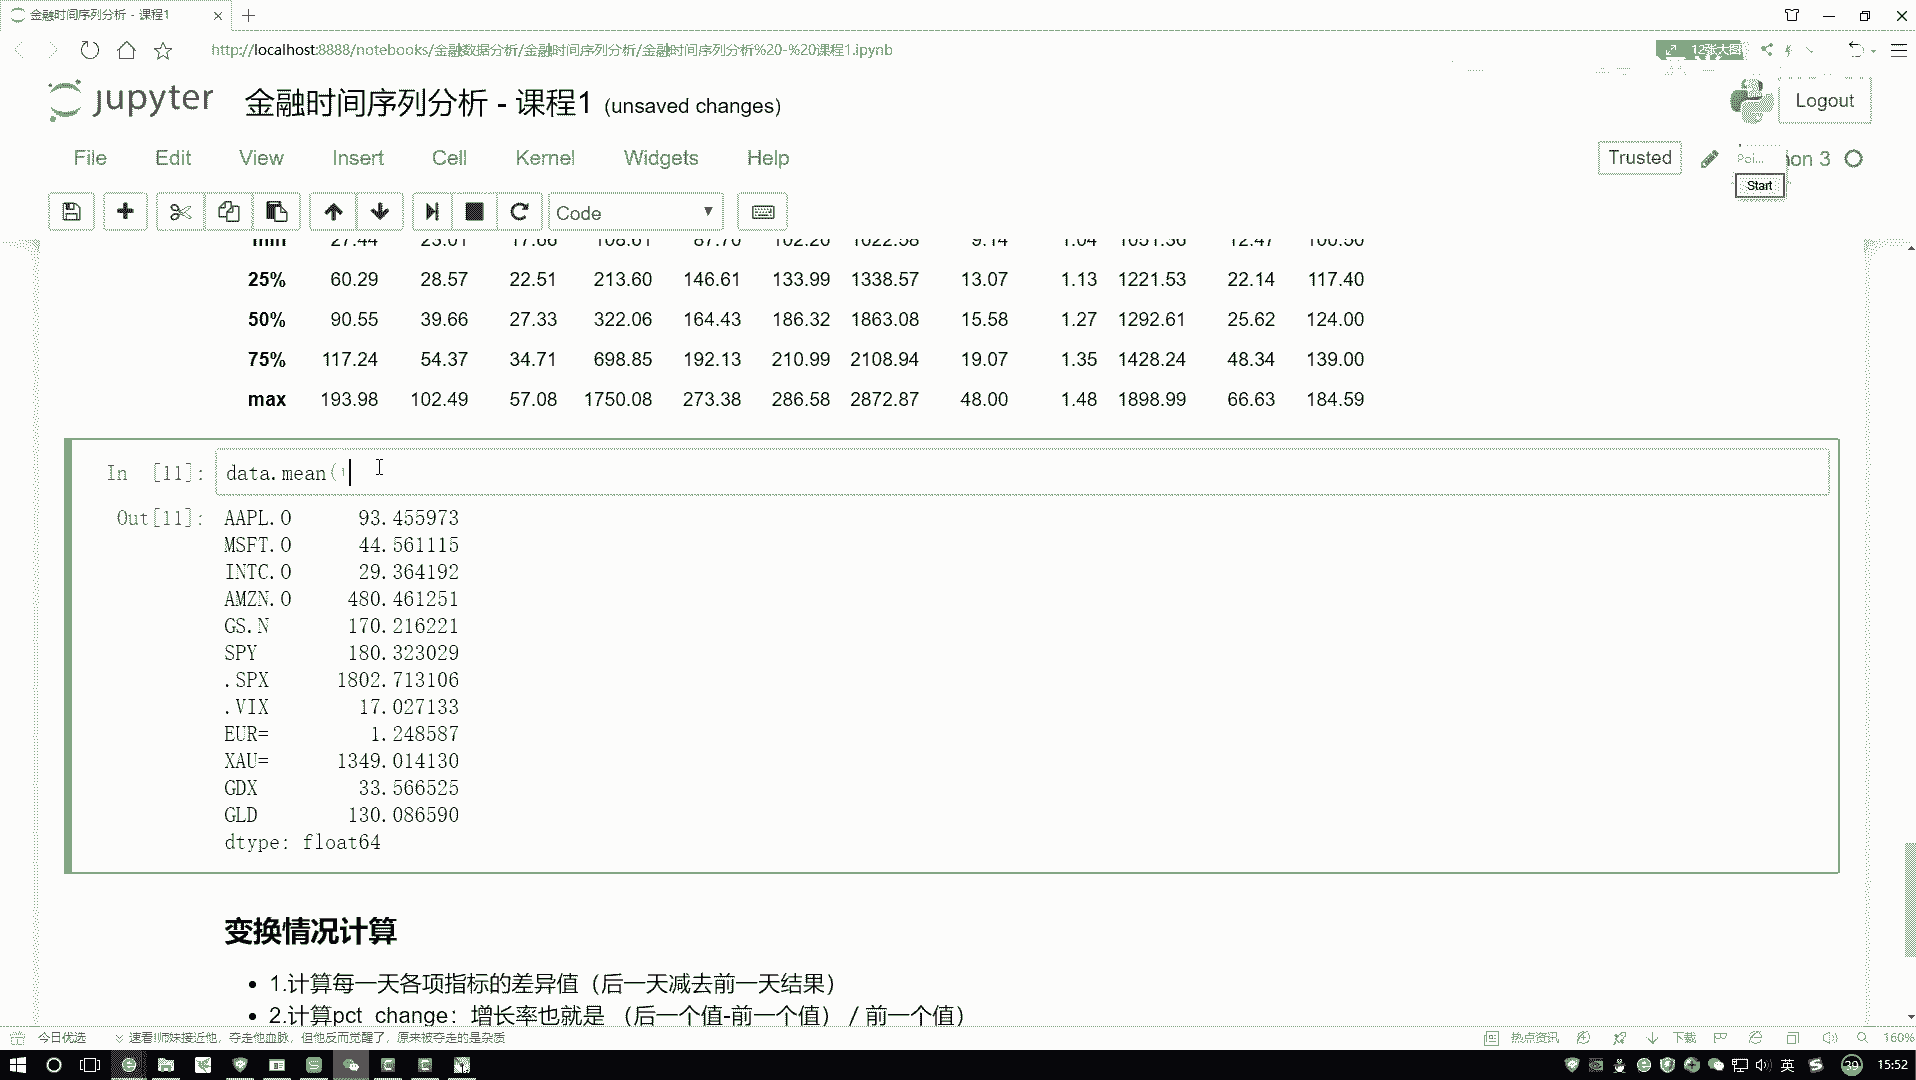 金融时间序列分析 - 课程1
http://localhost:8888/notebooks/金融数据分析/金融时间序列分析/金融时间序列分析%20-%20课程1.ipynb
12张大图
jupyter 金融时间序列分析 - 课程1 (unsaved changes)
Logout
File Edit View Insert Cell Kernel Widgets Help
Trusted
Poi...
on 3
Start
Code
min 27.44 23.01 17.66 108.61 87.70 102.20 1022.58 9.14 1.04 1051.36 12.47 100.50
25% 60.29 28.57 22.51 213.60 146.61 133.99 1338.57 13.07 1.13 1221.53 22.14 117.40
50% 90.55 39.66 27.33 322.06 164.43 186.32 1863.08 15.58 1.27 1292.61 25.62 124.00
75% 117.24 54.37 34.71 698.85 192.13 210.99 2108.94 19.07 1.35 1428.24 48.34 139.00
max 193.98 102.49 57.08 1750.08 273.38 286.58 2872.87 48.00 1.48 1898.99 66.63 184.59
In [11]: data.mean(
Out[11]: AAPL.O 93.455973
MSFT.O 44.561115
INTC.O 29.364192
AMZN.O 480.461251
GS.N 170.216221
SPY 180.323029
.SPX 1802.713106
.VIX 17.027133
EUR= 1.248587
XAU= 1349.014130
GDX 33.566525
GLD 130.086590
dtype: float64
变换情况计算
• 1.计算每一天各项指标的差异值（后一天减去前一天结果）
• 2.计算pct_change：增长率也就是 （后一个值-前一个值）/ 前一个值）
今日优选 速看!师妹接近他，夺走他血脉，但他反而觉醒了，原来被夺走的是杂质
热点资讯 下载 160%
英 39 15:52